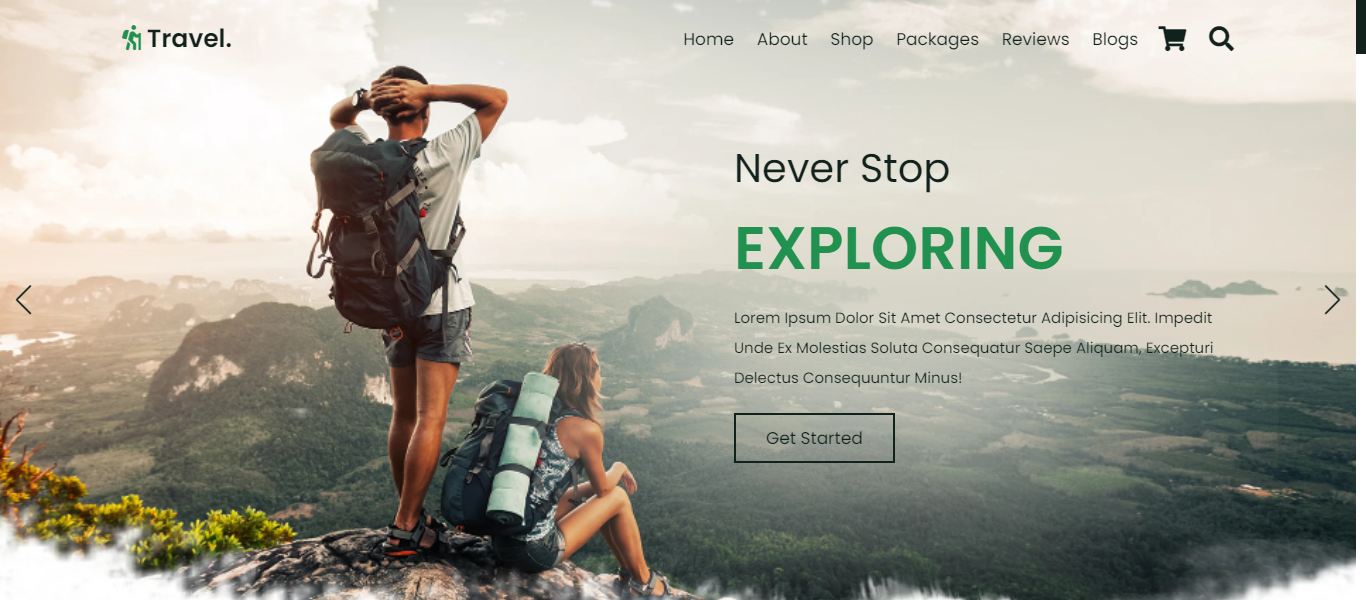 Travel.
Home About Shop Packages Reviews Blogs
Never Stop
EXPLORING
Lorem Ipsum Dolor Sit Amet Consectetur Adipisicing Elit. Impedit
Unde Ex Molestias Soluta Consequatur Saepe Aliquam, Excepturi
Delectus Consequuntur Minus!
Get Started